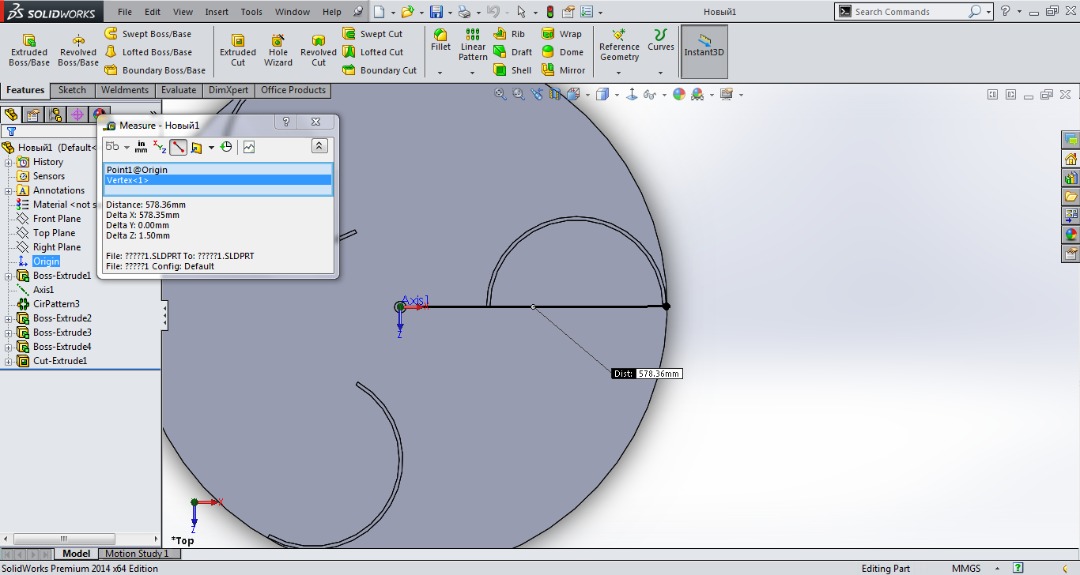 SOLIDWORKS File Edit View Insert Tools Window Help Новый1 Search Commands
Extruded Boss/Base
Revolved Boss/Base
Swept Boss/Base
Lofted Boss/Base
Boundary Boss/Base
Extruded Cut
Hole Wizard
Revolved Cut
Swept Cut
Lofted Cut
Boundary Cut
Fillet
Linear Pattern
Rib
Draft
Shell
Wrap
Dome
Mirror
Reference Geometry
Curves
Instant3D
Features Sketch Weldments Evaluate DimXpert Office Products
Новый1 (Default<
History
Sensors
Annotations
Material <not s
Front Plane
Top Plane
Right Plane
Origin
Boss-Extrude1
Axis1
CirPattern3
Boss-Extrude2
Boss-Extrude3
Boss-Extrude4
Cut-Extrude1
Measure - Новый1
in
mm
Point1@Origin
Vertex<1>
Distance: 578.36mm
Delta X: 578.35mm
Delta Y: 0.00mm
Delta Z: 1.50mm
File: ?????1.SLDPRT To: ?????1.SLDPRT
File: ?????1 Config: Default
Axis1
Z
Dist: 578.36mm
X
Z
*Top
Model Motion Study 1
SolidWorks Premium 2014 x64 Edition Editing Part MMGS